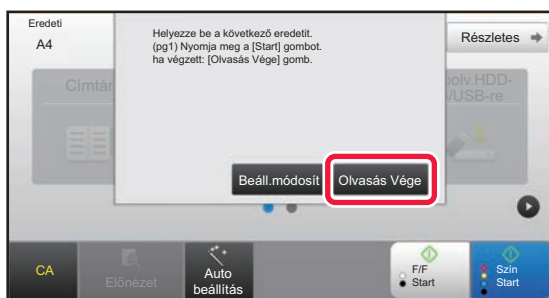 Eredeti
A4
Helyezze be a következő eredetit.
(pg1) Nyomja meg a [Start] gombot.
ha végzett: [Olvasás Vége] gomb.
Részletes
Címtár
polv.HDD-
/USB-re
Beáll.módosít
Olvasás Vége
CA
Előnézet
Auto
beállítás
F/F
Start
Szín
Start